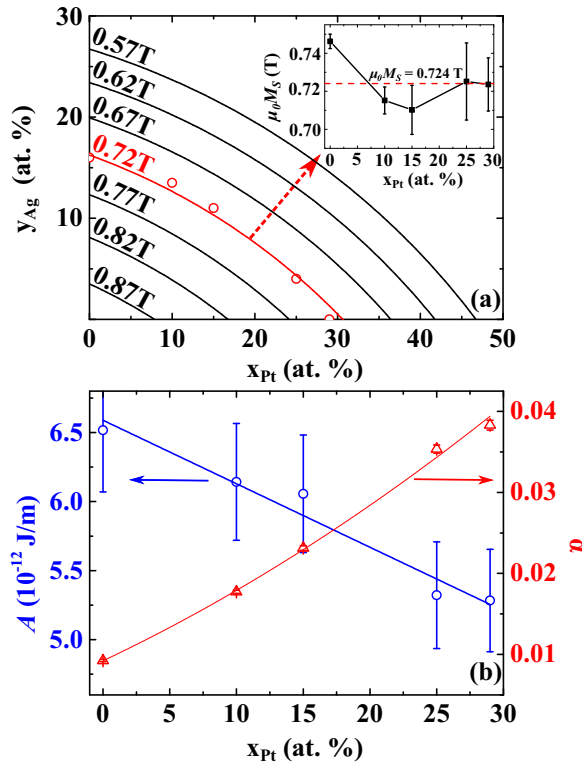 (a)
30
20
10
0
y_Ag (at. %)
0.57T
0.62T
0.67T
0.72T
0.77T
0.82T
0.87T
0 10 20 30 40 50
x_Pt (at. %)
0.74
0.72
0.70
μ₀M_S (T)
μ₀M_S = 0.724 T
0 5 10 15 20 25 30
x_Pt (at. %)
(b)
6.5
6.0
5.5
5.0
A (10⁻¹² J/m)
0.04
0.03
0.02
0.01
α
0 5 10 15 20 25 30
x_Pt (at. %)